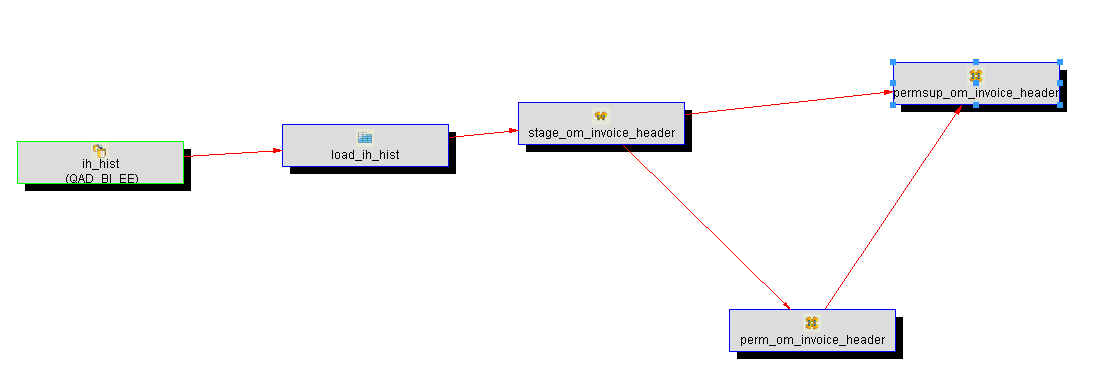 permsup_om_invoice_header
stage_om_invoice_header
load_ih_hist
ih_hist
(QAD_BI_EE)
perm_om_invoice_header